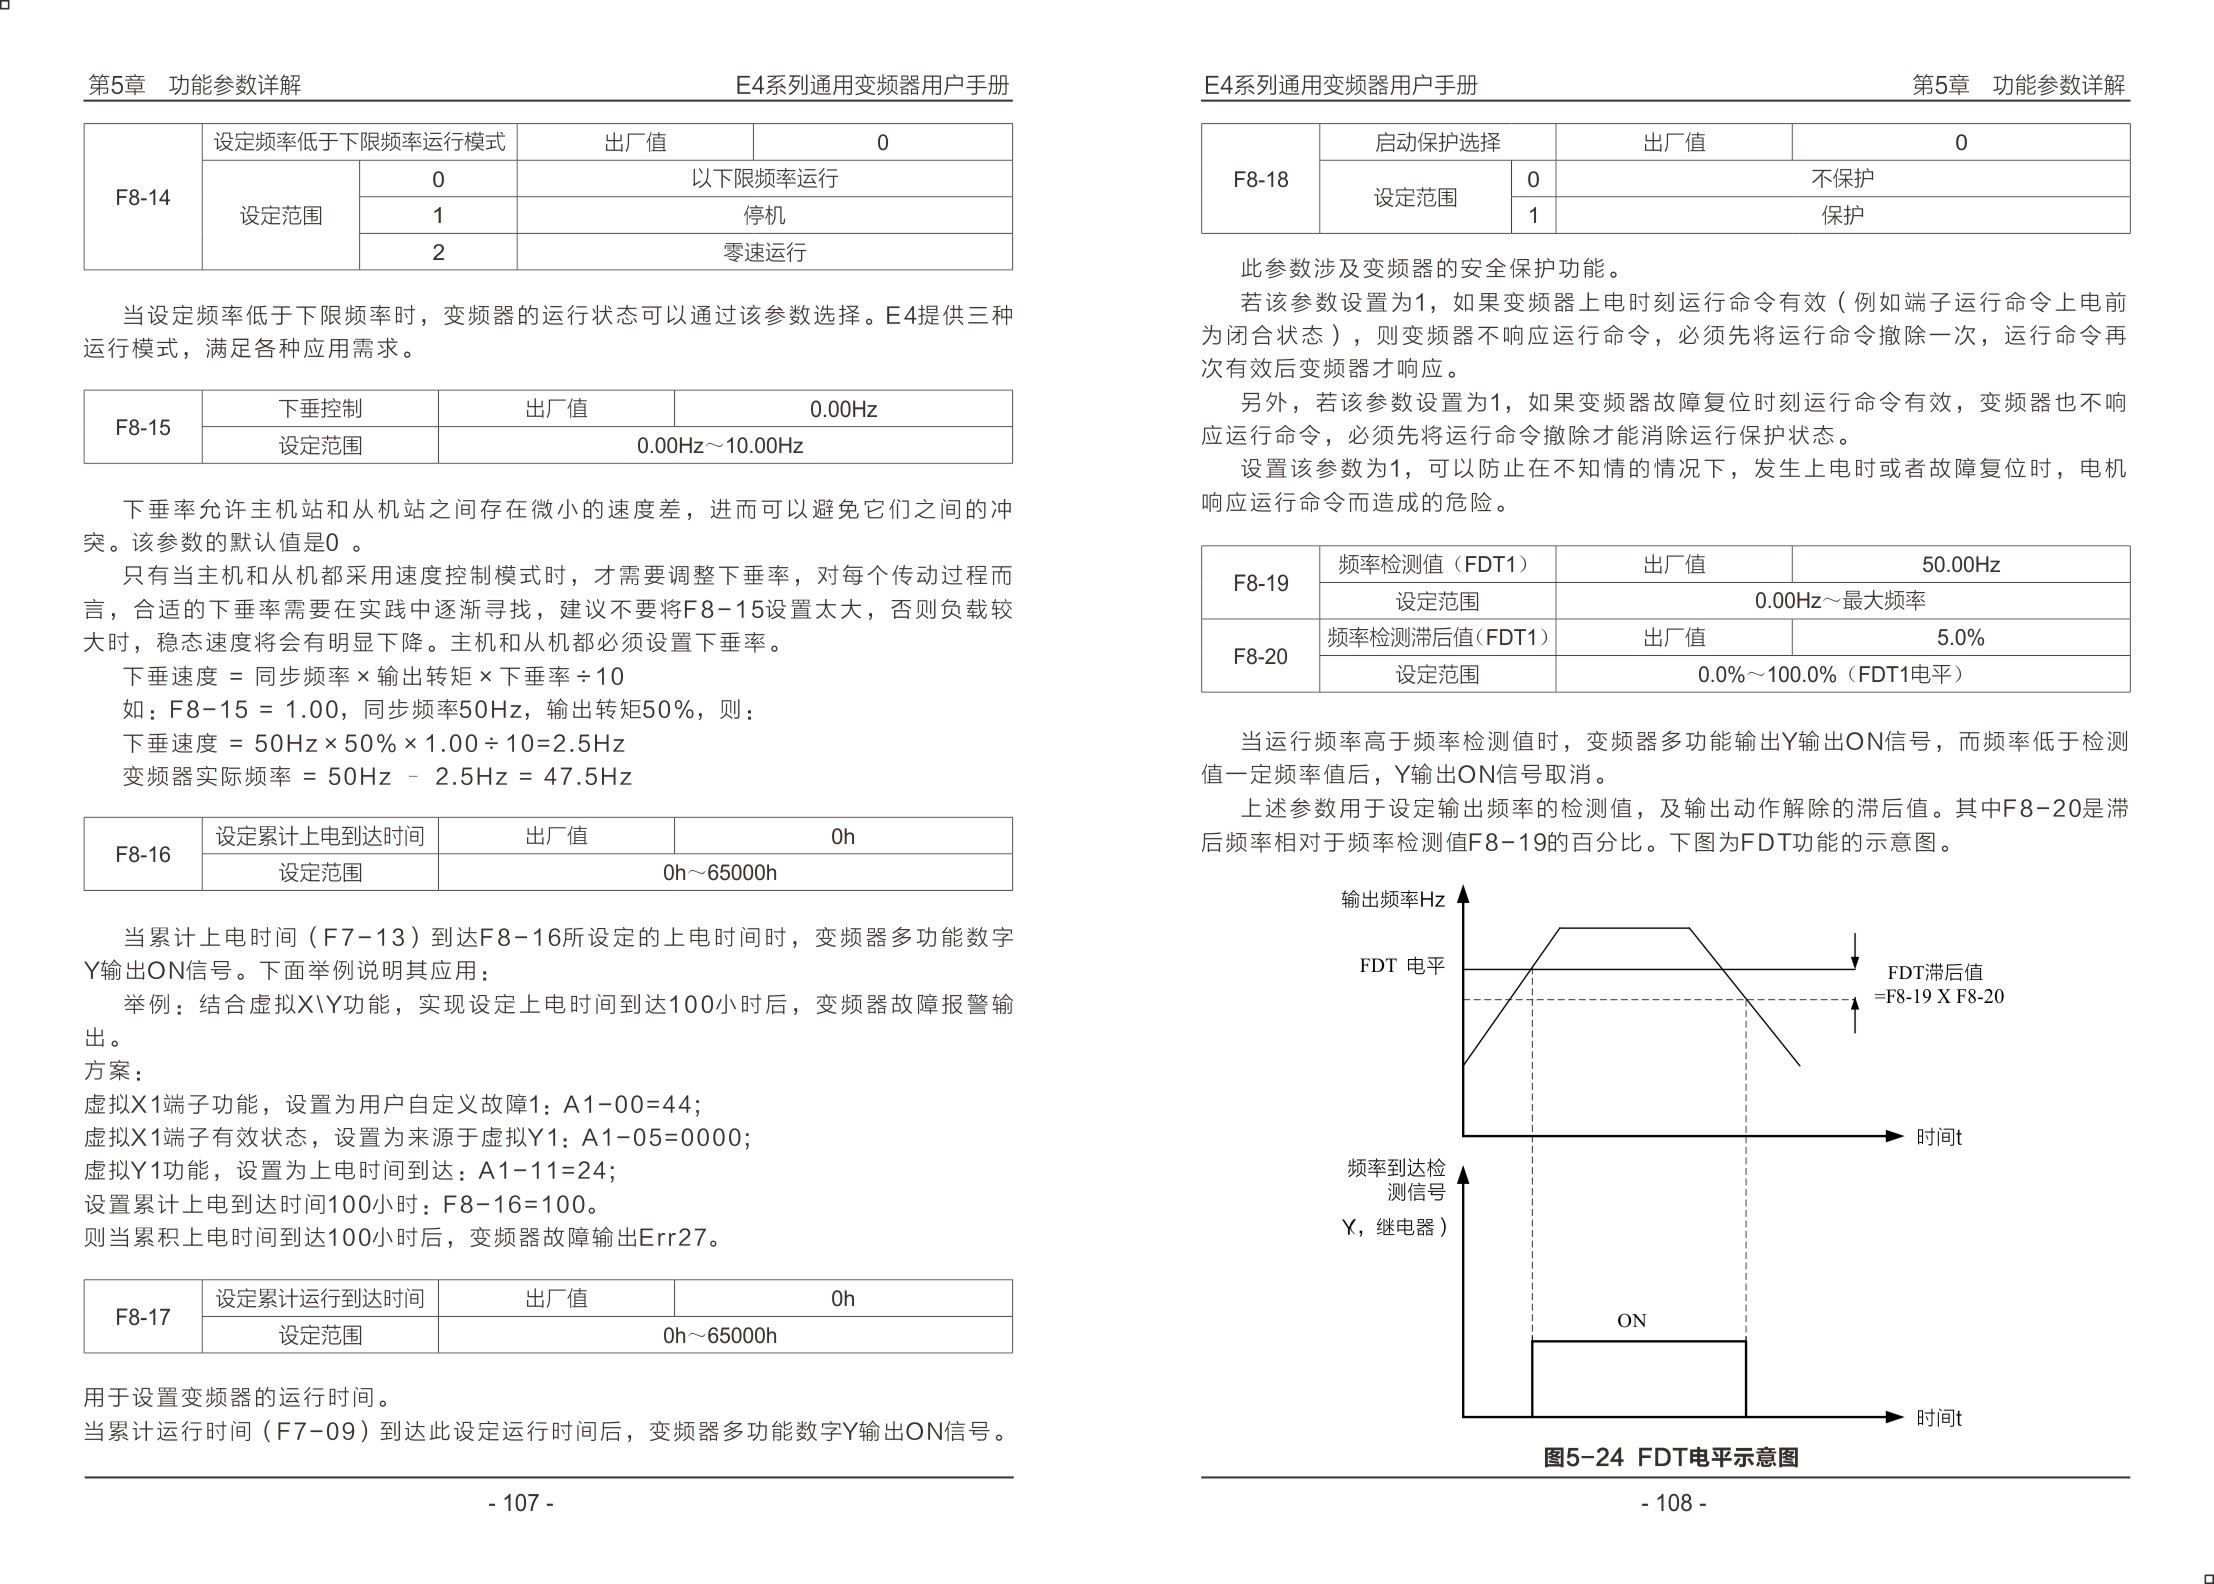 第5章　功能参数详解　E4系列通用变频器用户手册
F8-14 设定频率低于下限频率运行模式 出厂值 0
设定范围 0 以下限频率运行
1 停机
2 零速运行
当设定频率低于下限频率时，变频器的运行状态可以通过该参数选择。E4提供三种
运行模式，满足各种应用需求。
F8-15 下垂控制 出厂值 0.00Hz
设定范围 0.00Hz～10.00Hz
下垂率允许主机站和从机站之间存在微小的速度差，进而可以避免它们之间的冲
突。该参数的默认值是0 。
只有当主机和从机都采用速度控制模式时，才需要调整下垂率，对每个传动过程而
言，合适的下垂率需要在实践中逐渐寻找，建议不要将F8-15设置太大，否则负载较
大时，稳态速度将会有明显下降。主机和从机都必须设置下垂率。
下垂速度 = 同步频率×输出转矩×下垂率÷10
如：F8-15 = 1.00，同步频率50Hz，输出转矩50%，则：
下垂速度 = 50Hz×50%×1.00÷10=2.5Hz
变频器实际频率 = 50Hz – 2.5Hz = 47.5Hz
F8-16 设定累计上电到达时间 出厂值 0h
设定范围 0h～65000h
当累计上电时间（F7-13）到达F8-16所设定的上电时间时，变频器多功能数字
Y输出ON信号。下面举例说明其应用：
举例：结合虚拟X\Y功能，实现设定上电时间到达100小时后，变频器故障报警输
出。
方案：
虚拟X1端子功能，设置为用户自定义故障1：A1-00=44;
虚拟X1端子有效状态，设置为来源于虚拟Y1：A1-05=0000;
虚拟Y1功能，设置为上电时间到达：A1-11=24;
设置累计上电到达时间100小时：F8-16=100。
则当累积上电时间到达100小时后，变频器故障输出Err27。
F8-17 设定累计运行到达时间 出厂值 0h
设定范围 0h～65000h
用于设置变频器的运行时间。
当累计运行时间（F7-09）到达此设定运行时间后，变频器多功能数字Y输出ON信号。
- 107 -
E4系列通用变频器用户手册　第5章　功能参数详解
F8-18 启动保护选择 出厂值 0
设定范围 0 不保护
1 保护
此参数涉及变频器的安全保护功能。
若该参数设置为1，如果变频器上电时刻运行命令有效（例如端子运行命令上电前
为闭合状态），则变频器不响应运行命令，必须先将运行命令撤除一次，运行命令再
次有效后变频器才响应。
另外，若该参数设置为1，如果变频器故障复位时刻运行命令有效，变频器也不响
应运行命令，必须先将运行命令撤除才能消除运行保护状态。
设置该参数为1，可以防止在不知情的情况下，发生上电时或者故障复位时，电机
响应运行命令而造成的危险。
F8-19 频率检测值（FDT1） 出厂值 50.00Hz
设定范围 0.00Hz～最大频率
F8-20 频率检测滞后值（FDT1） 出厂值 5.0%
设定范围 0.0%～100.0%（FDT1电平）
当运行频率高于频率检测值时，变频器多功能输出Y输出ON信号，而频率低于检测
值一定频率值后，Y输出ON信号取消。
上述参数用于设定输出频率的检测值，及输出动作解除的滞后值。其中F8-20是滞
后频率相对于频率检测值F8-19的百分比。下图为FDT功能的示意图。
输出频率Hz
FDT 电平
FDT滞后值
=F8-19 X F8-20
时间t
频率到达检
测信号
Y，继电器）
ON
时间t
图5-24 FDT电平示意图
- 108 -